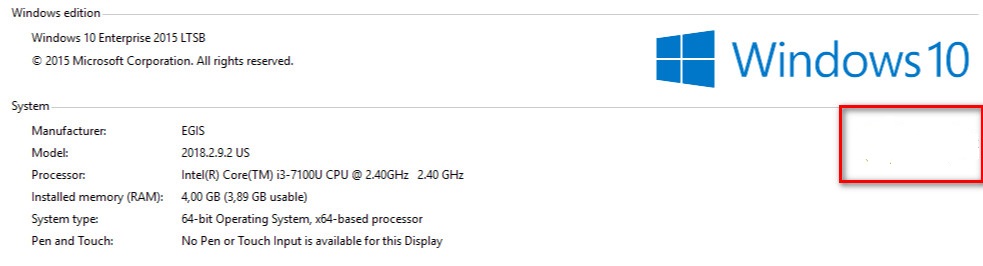 Windows edition
Windows 10 Enterprise 2015 LTSB
© 2015 Microsoft Corporation. All rights reserved.
Windows 10
System
Manufacturer: EGIS
Model: 2018.2.9.2 US
Processor: Intel(R) Core(TM) i3-7100U CPU @ 2.40GHz 2.40 GHz
Installed memory (RAM): 4,00 GB (3,89 GB usable)
System type: 64-bit Operating System, x64-based processor
Pen and Touch: No Pen or Touch Input is available for this Display